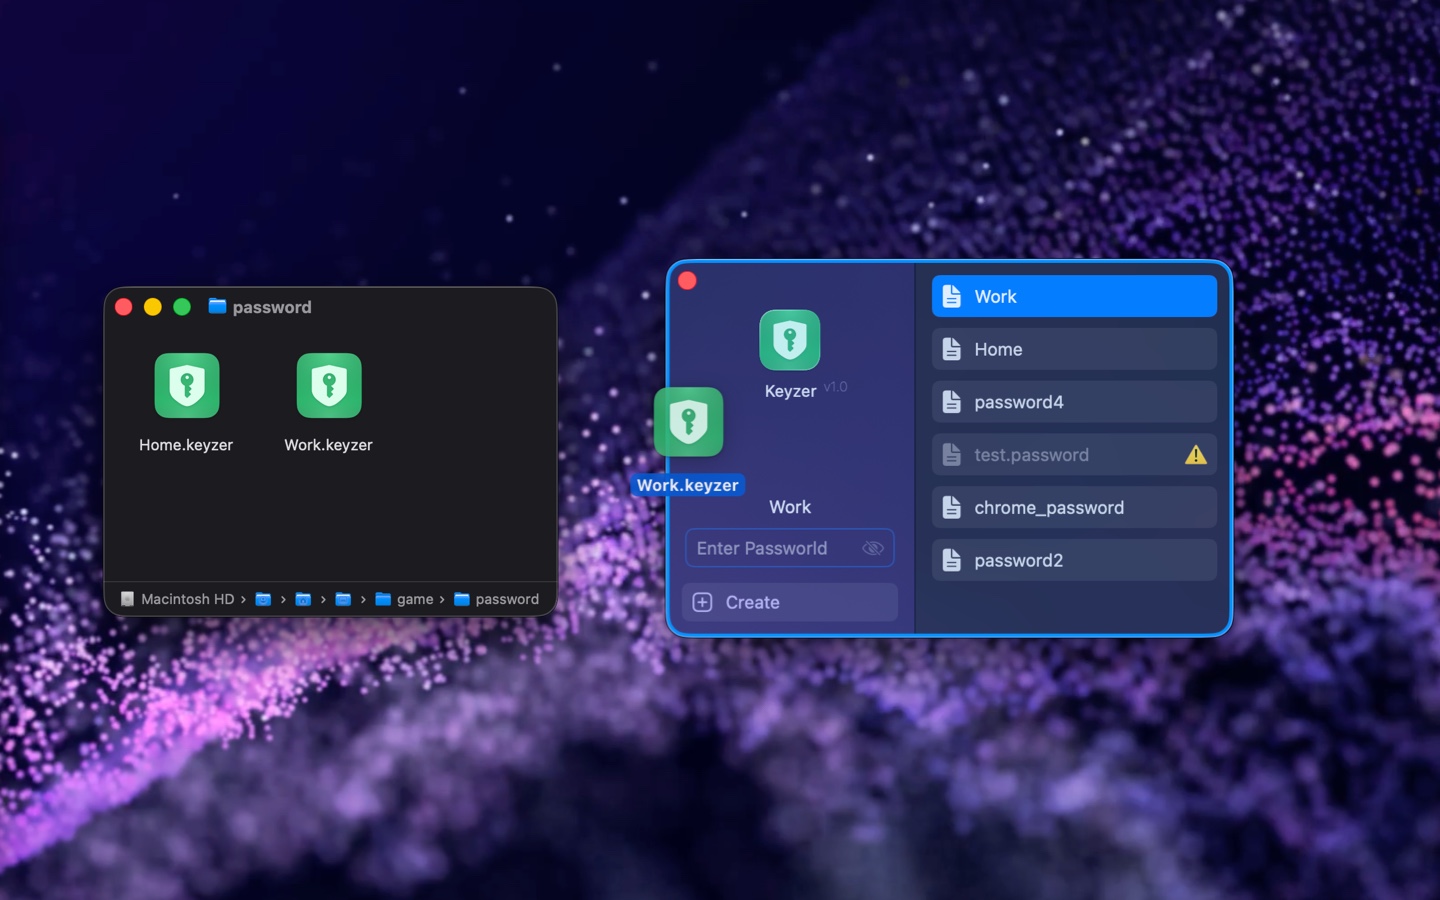 password
Home.keyzer
Work.keyzer
Macintosh HD
game
password
Keyzer v1.0
Work.keyzer
Work
Enter Passworld
Create
Work
Home
password4
test.password
chrome_password
password2